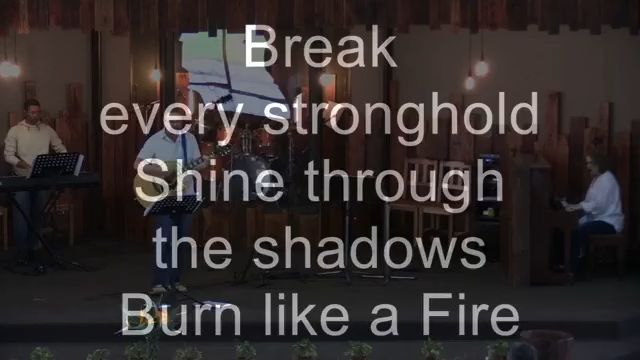 Break
every stronghold
Shine through
the shadows
Burn like a Fire